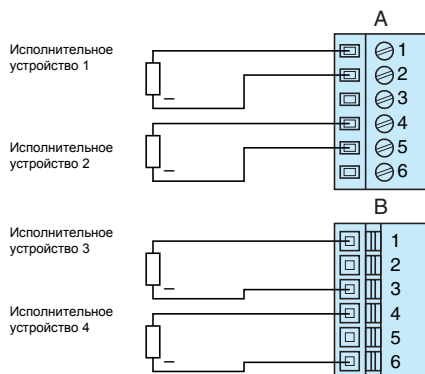 A
Исполнительное
устройство 1
1
2
3
Исполнительное
устройство 2
4
5
6
B
Исполнительное
устройство 3
1
2
3
Исполнительное
устройство 4
4
5
6